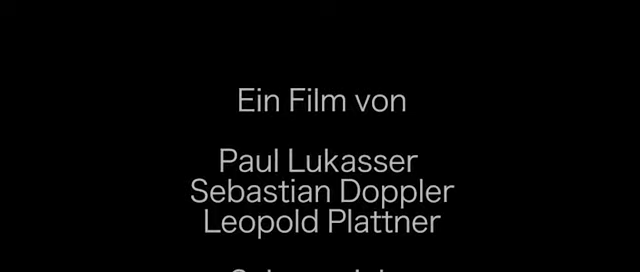 Ein Film von
Paul Lukasser
Sebastian Doppler
Leopold Plattner